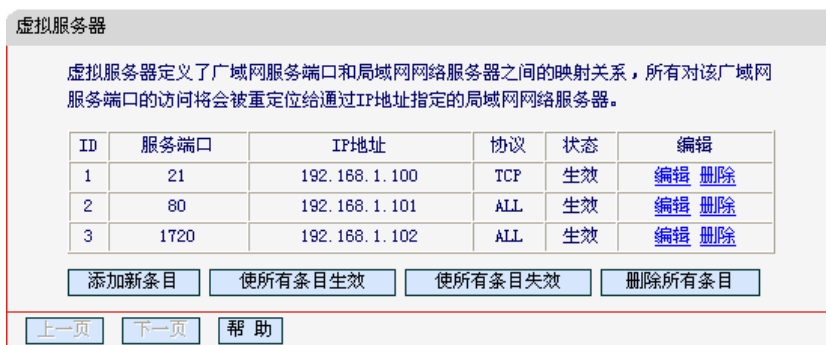 虚拟服务器
虚拟服务器定义了广域网服务端口和局域网网络服务器之间的映射关系，所有对该广域网
服务端口的访问将会被重定位给通过IP地址指定的局域网网络服务器。
ID 服务端口 IP地址 协议 状态 编辑
1 21 192.168.1.100 TCP 生效 编辑 删除
2 80 192.168.1.101 ALL 生效 编辑 删除
3 1720 192.168.1.102 ALL 生效 编辑 删除
添加新条目 使所有条目生效 使所有条目失效 删除所有条目
上一页 下一页 帮 助